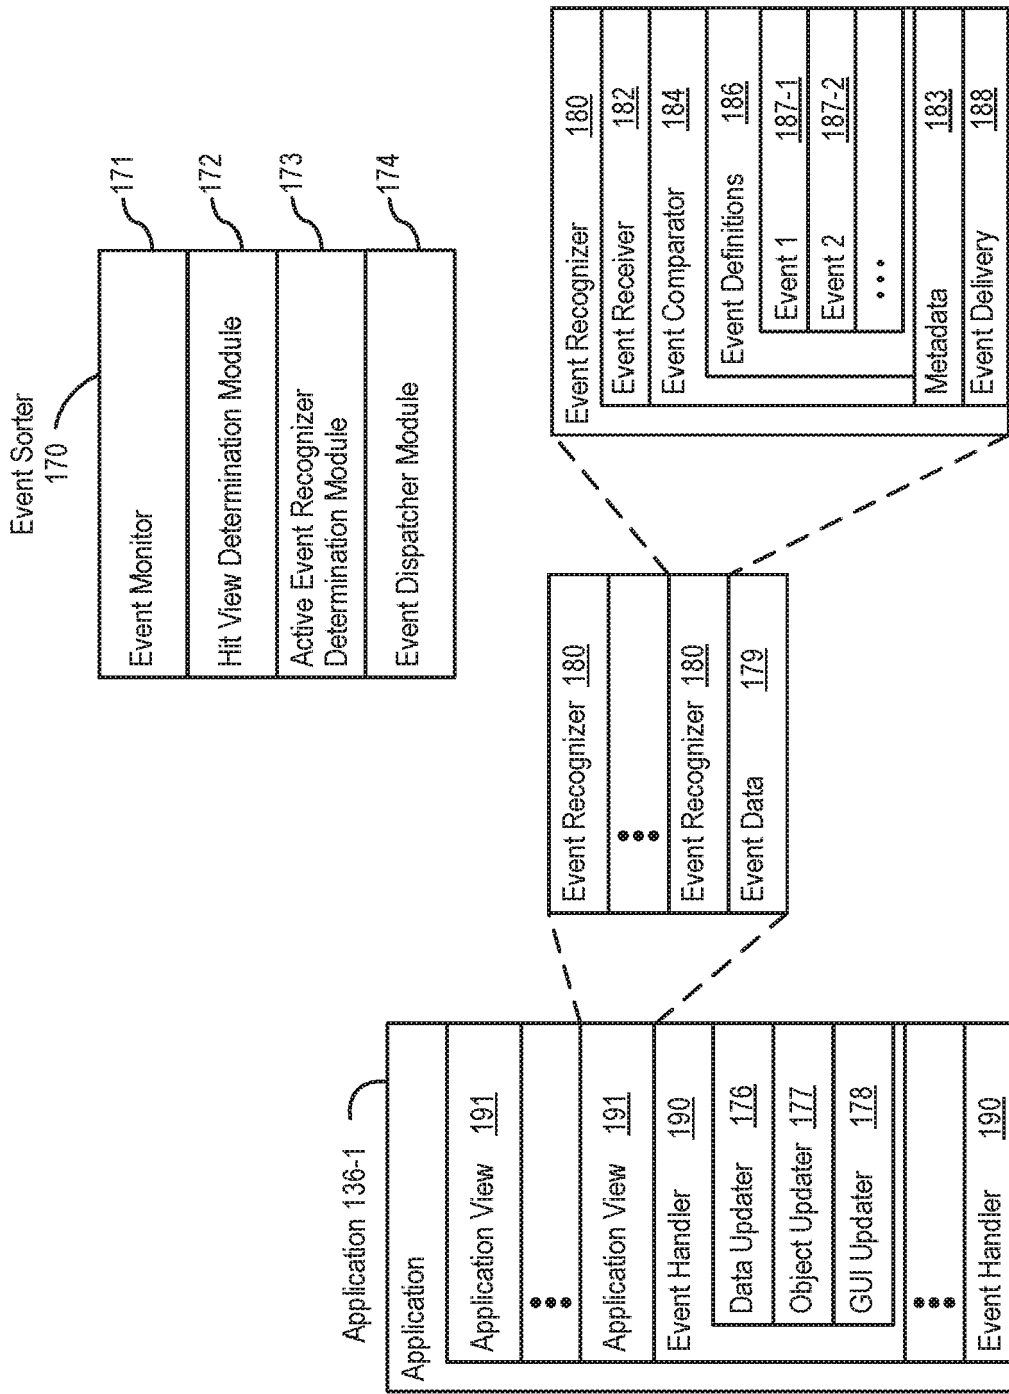 Event Sorter
170
Event Monitor
171
Hit View Determination Module
172
Active Event Recognizer
Determination Module
173
Event Dispatcher Module
174
Application 136-1
Application
Application View 191
•••
Application View 191
Event Handler 190
Data Updater 176
Object Updater 177
GUI Updater 178
•••
Event Handler 190
Event Recognizer 180
•••
Event Recognizer 180
Event Data 179
Event Recognizer 180
Event Receiver 182
Event Comparator 184
Event Definitions 186
Event 1 187-1
Event 2 187-2
•••
Metadata 183
Event Delivery 188